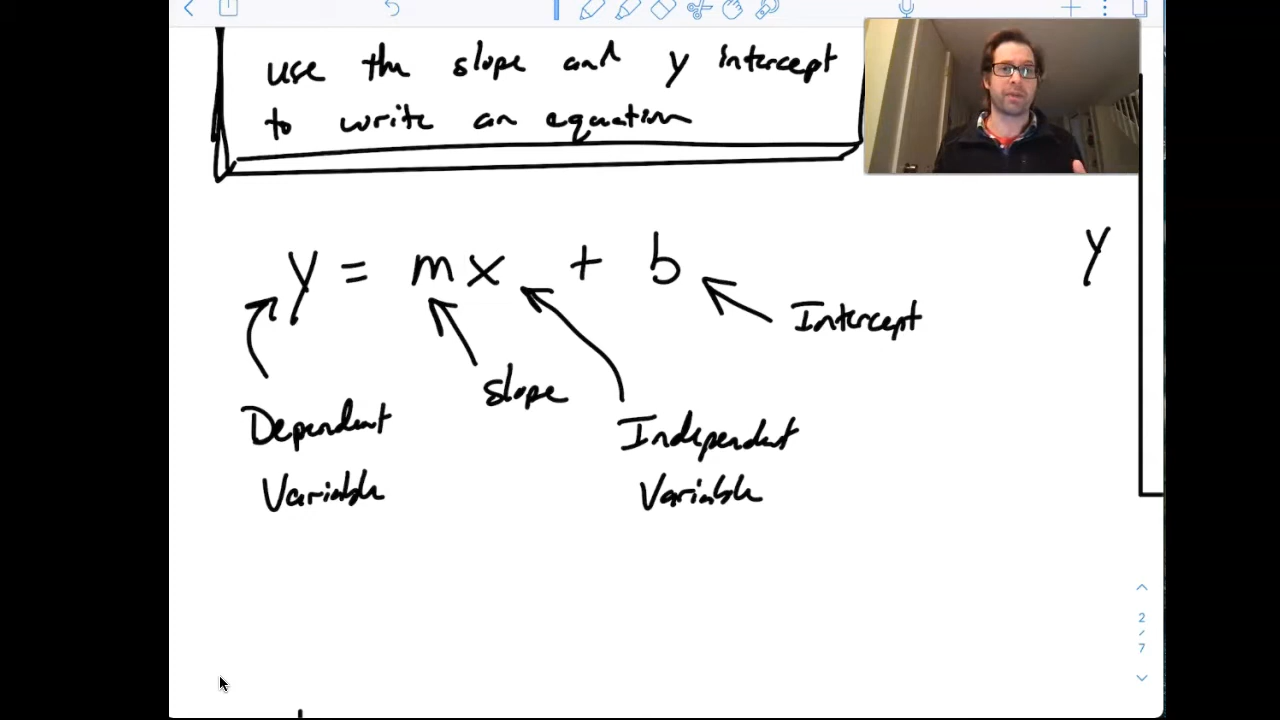 use the slope and y intercept
to write an equation
y = mx + b
y
Intercept
slope
Dependent
Variable
Independent
Variable
2
/
7